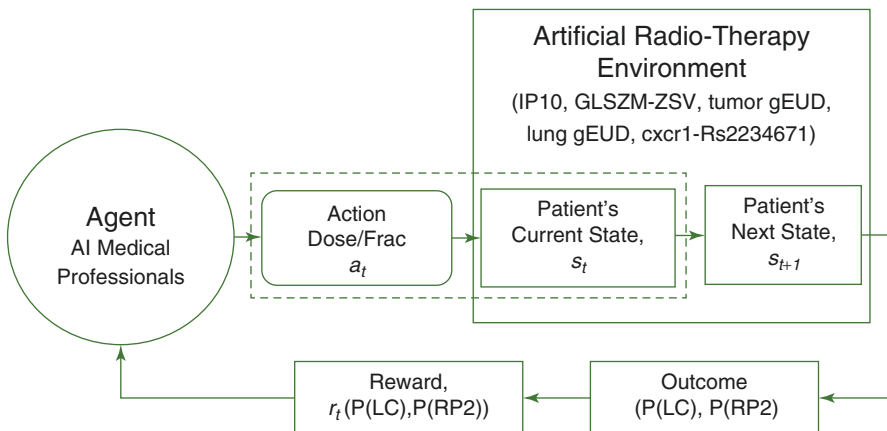 Artificial Radio-Therapy
Environment
(IP10, GLSZM-ZSV, tumor gEUD,
lung gEUD, cxcr1-Rs2234671)
Agent
AI Medical
Professionals
Action
Dose/Frac
a_t
Patient’s
Current State,
s_t
Patient’s
Next State,
s_{t+1}
Reward,
r_t(P(LC),P(RP2))
Outcome
(P(LC), P(RP2)